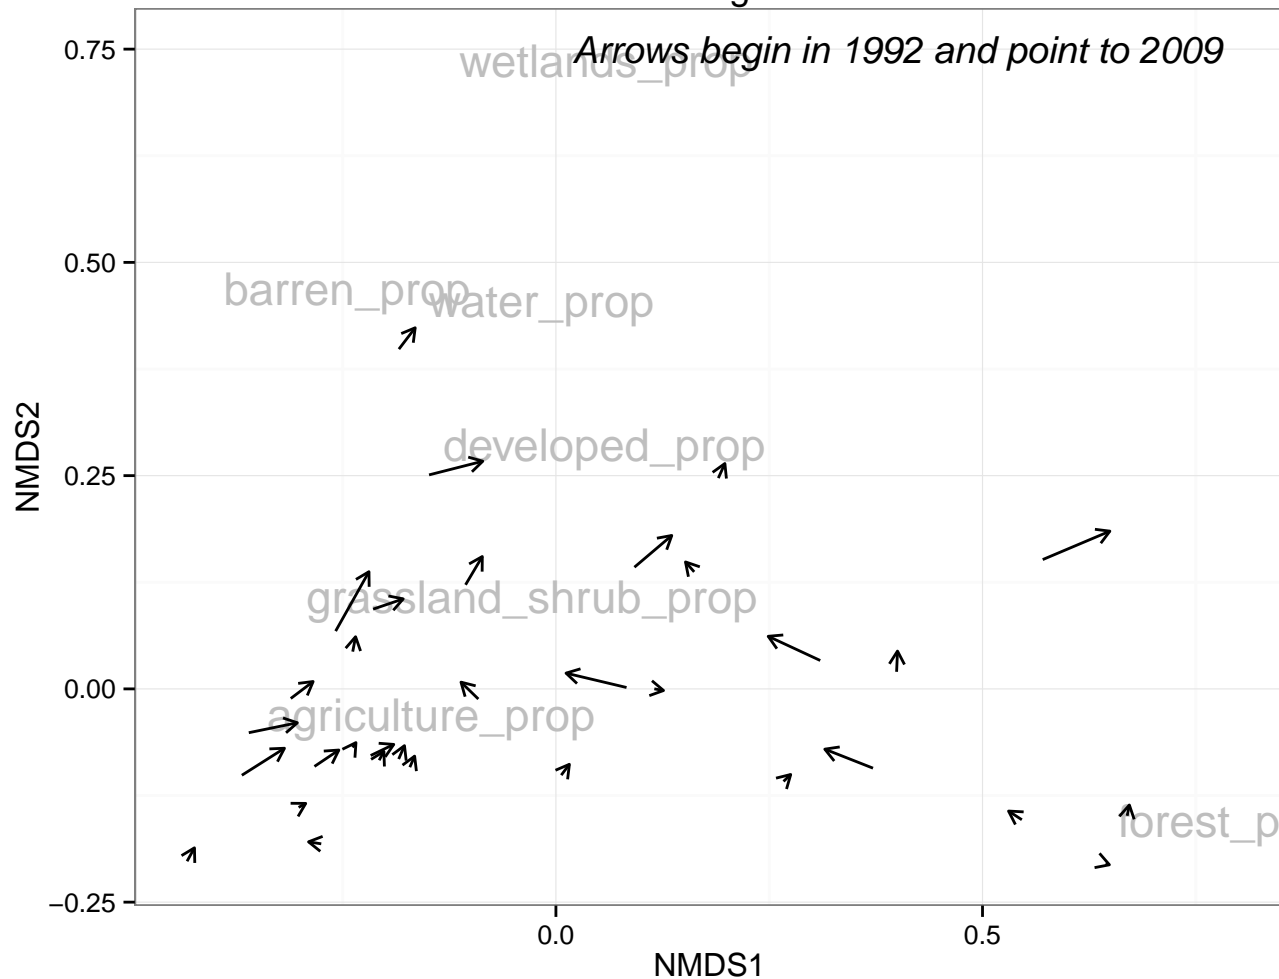 Arrows begin in 1992 and point to 2009
wetlands_prop
0.75
0.50
barren_prop
water_prop
developed_prop
0.25
grassland_shrub_prop
0.00
agriculture_prop
forest_p
−0.25
0.0
0.5
NMDS1
NMDS2